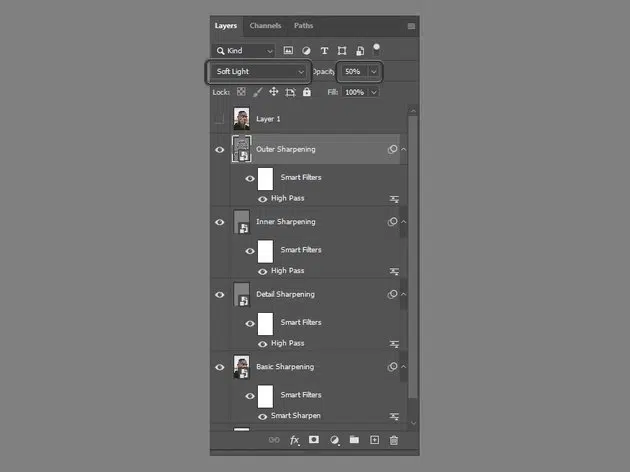 Layers Channels Paths
Kind T
Soft Light Opacity: 50%
Lock: Fill: 100%
Layer 1
Outer Sharpening
Smart Filters
High Pass
Inner Sharpening
Smart Filters
High Pass
Detail Sharpening
Smart Filters
High Pass
Basic Sharpening
Smart Filters
Smart Sharpen
fx